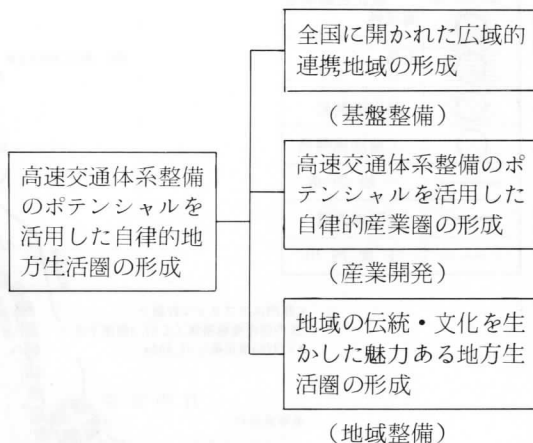 全国に開かれた広域的
連携地域の形成
（基盤整備）
高速交通体系整備
のポテンシャルを
活用した自律的地
方生活圏の形成
高速交通体系整備のポ
テンシャルを活用した
自律的産業圏の形成
（産業開発）
地域の伝統・文化を生
かした魅力ある地方生
活圏の形成
（地域整備）